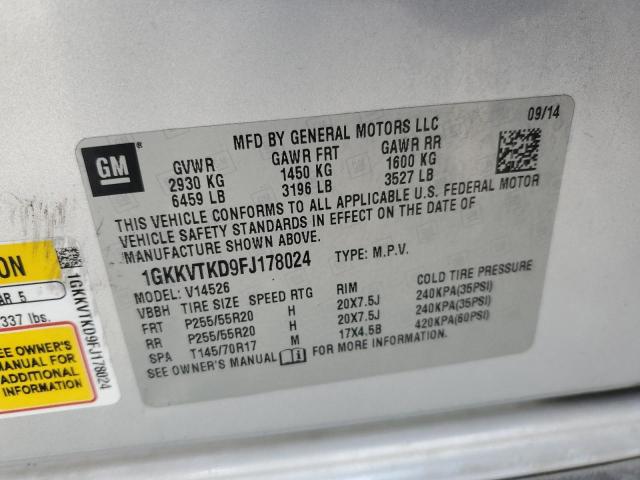 09/14
MFD BY GENERAL MOTORS LLC
GM
GVWR GAWR FRT GAWR RR
2930 KG 1450 KG 1600 KG
6459 LB 3196 LB 3527 LB
THIS VEHICLE CONFORMS TO ALL APPLICABLE U.S. FEDERAL MOTOR
VEHICLE SAFETY STANDARDS IN EFFECT ON THE DATE OF
MANUFACTURE SHOWN ABOVE.
1GKKVTKD9FJ178024 TYPE: M.P.V.
MODEL: V14526
VBBH TIRE SIZE SPEED RTG RIM COLD TIRE PRESSURE
FRT P255/55R20 H 20X7.5J 240KPA(35PSI)
RR P255/55R20 H 20X7.5J 240KPA(35PSI)
SPA T145/70R17 M 17X4.5B 420KPA(60PSI)
SEE OWNER'S MANUAL FOR MORE INFORMATION.
ON
AR 5
337 lbs.
EE OWNER'S
MANUAL FOR
ADDITIONAL
INFORMATION
1GKKVTKD9FJ178024